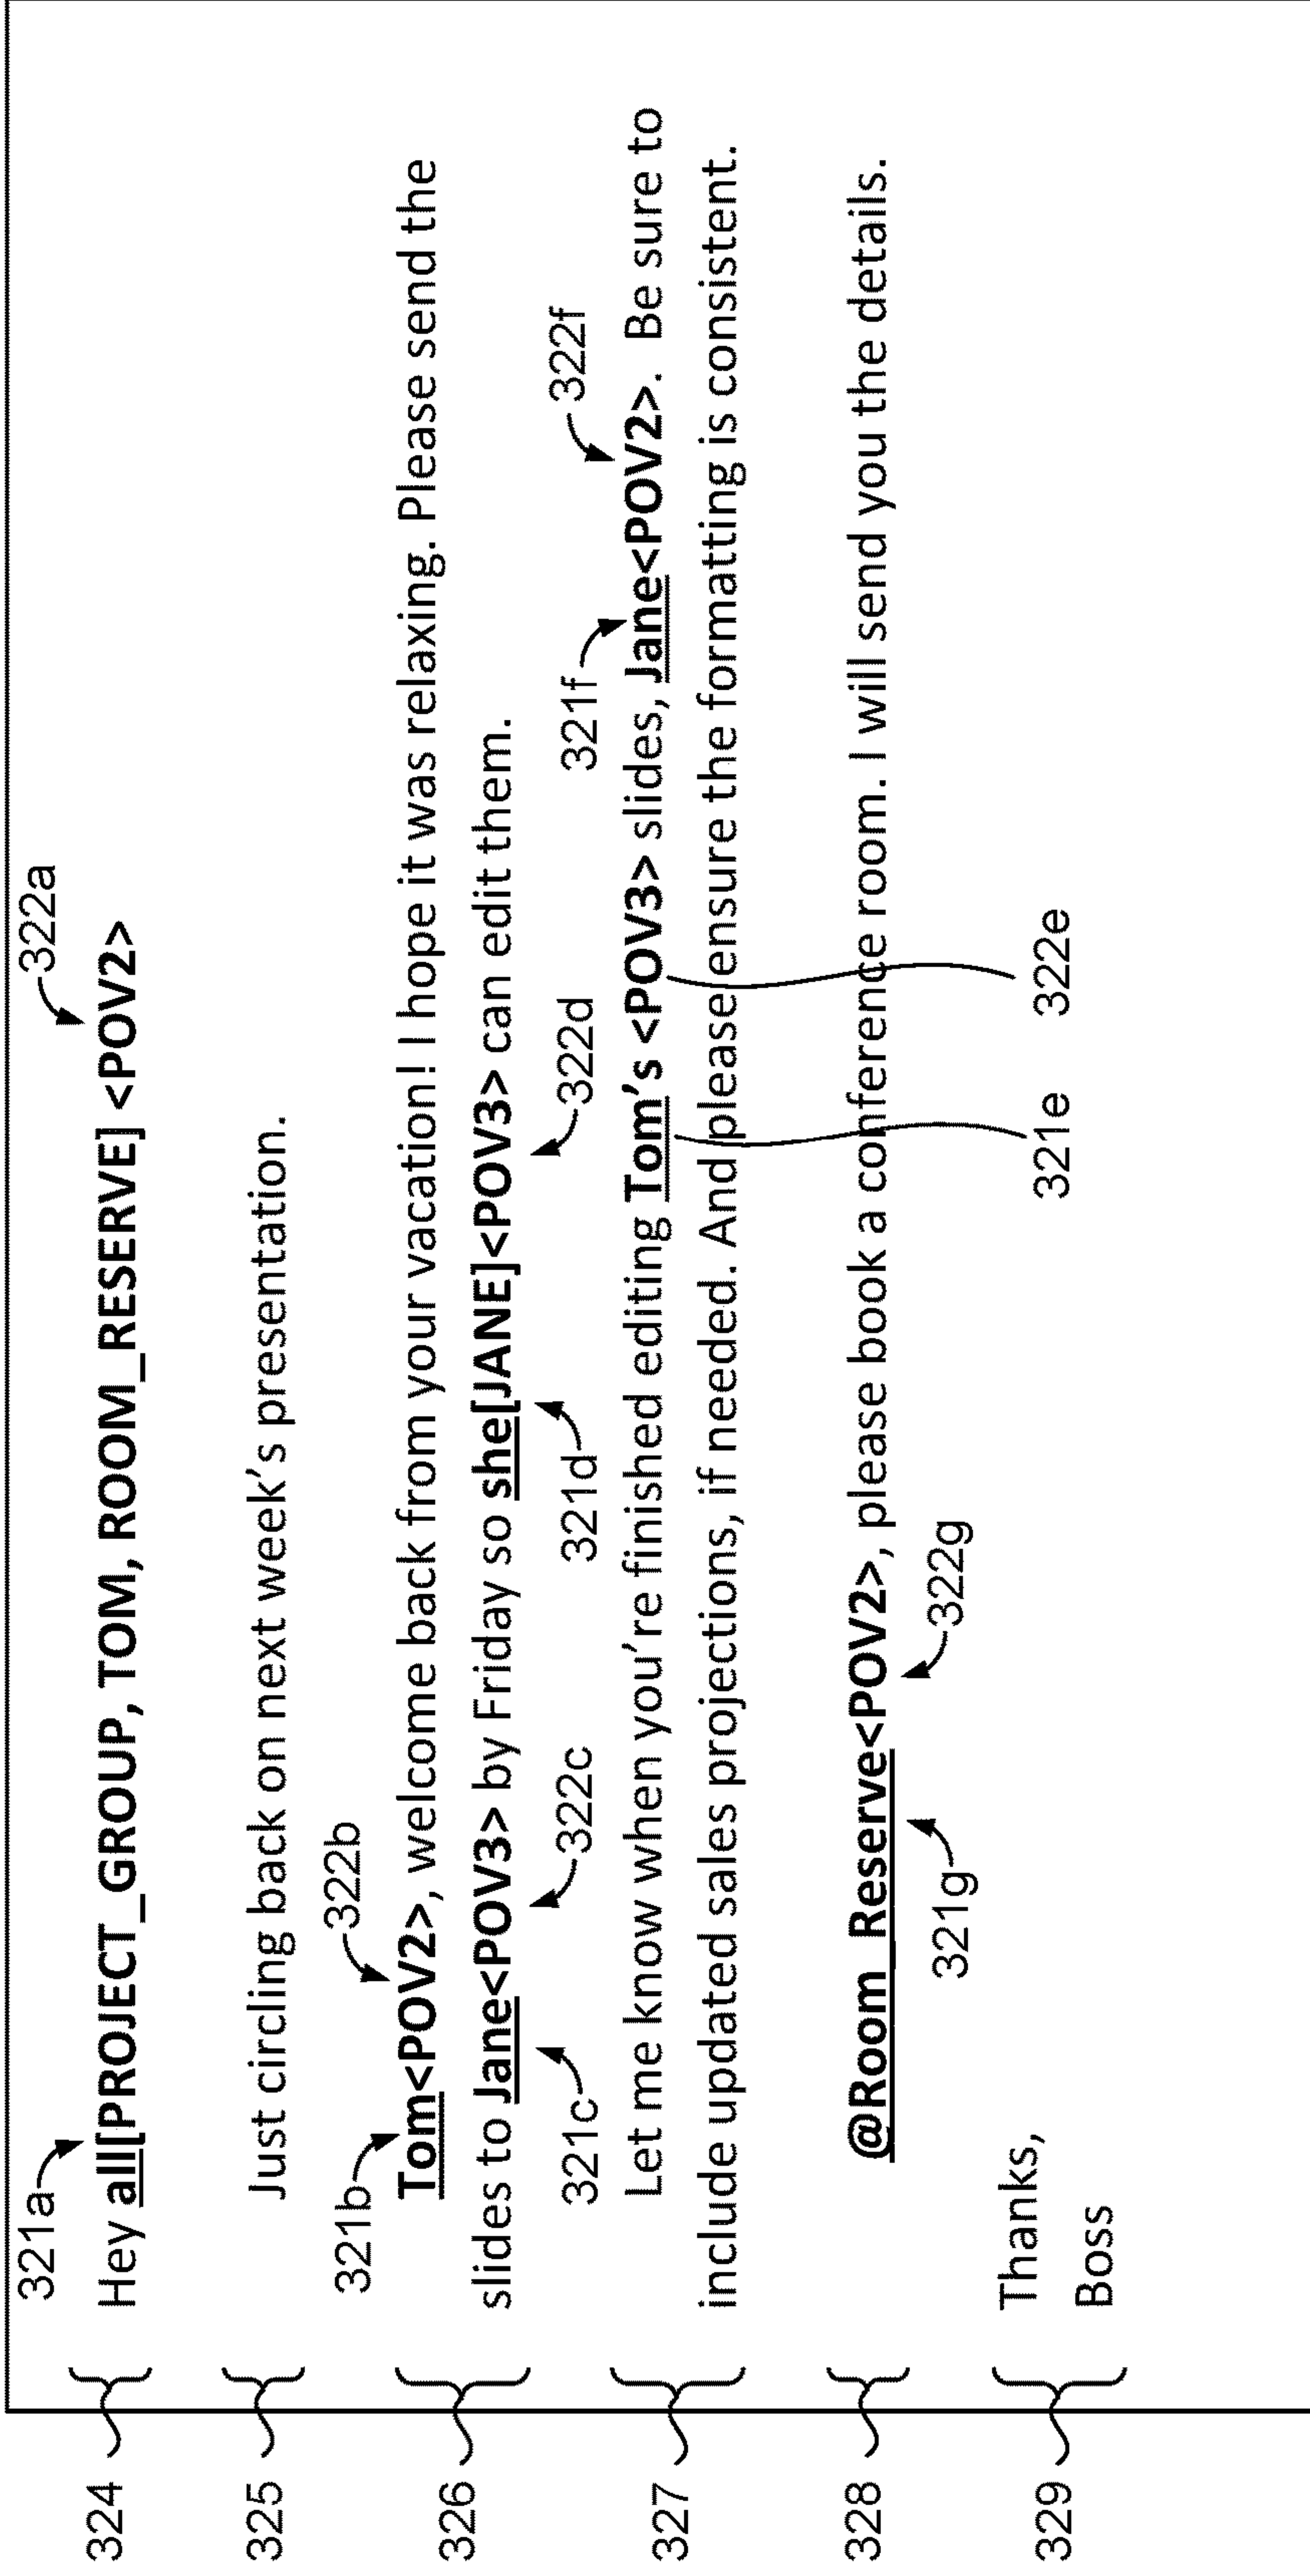 321a 322a
324 Hey all[PROJECT_GROUP, TOM, ROOM_RESERVE] <POV2>
325 Just circling back on next week's presentation.
321b 322b
326 Tom<POV2>, welcome back from your vacation! I hope it was relaxing. Please send the
slides to Jane<POV3> by Friday so she[JANE]<POV3> can edit them.
321c 322c 321d 322d 321f 322f
327 Let me know when you're finished editing Tom's <POV3> slides, Jane<POV2>. Be sure to
include updated sales projections, if needed. And please ensure the formatting is consistent.
328 @Room_Reserve<POV2>, please book a conference room. I will send you the details.
321g 322g
321e 322e
329 Thanks,
Boss